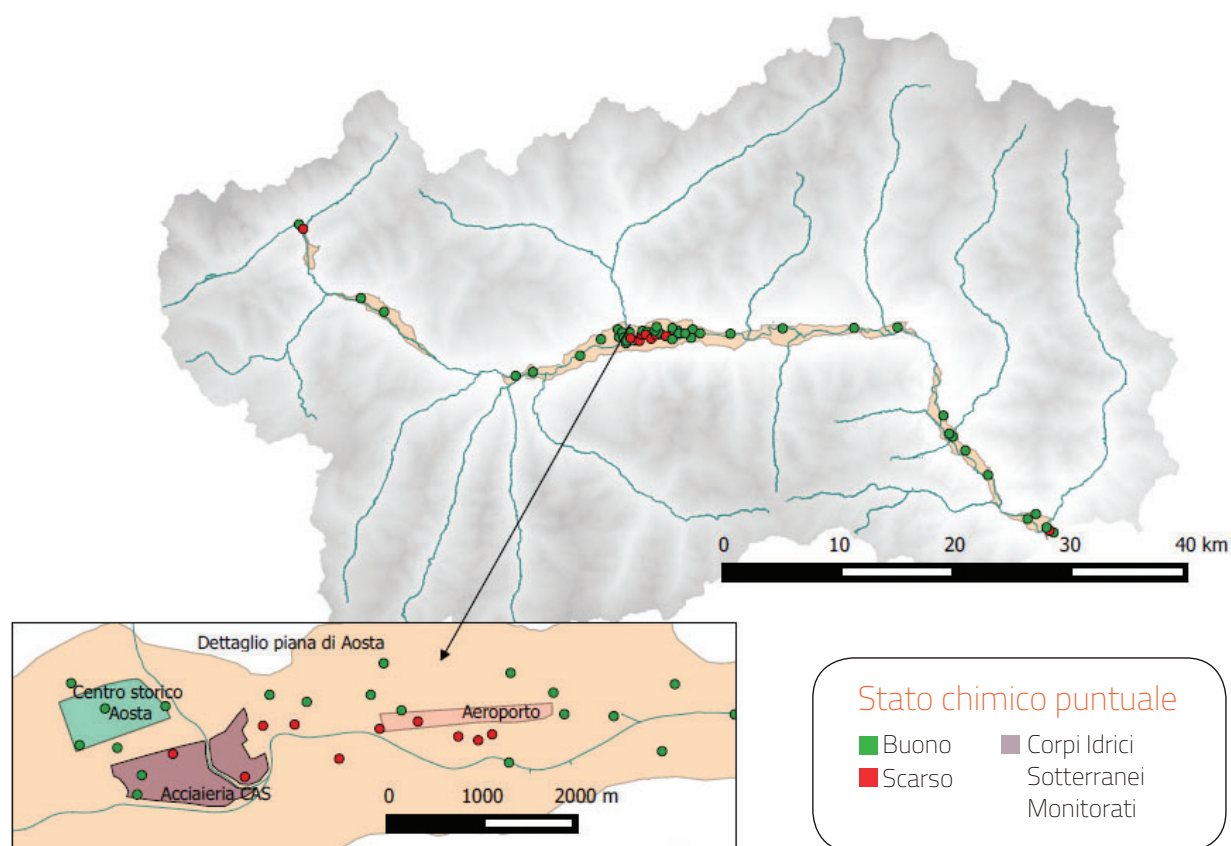 0 10 20 30 40 km
Dettaglio piana di Aosta
Centro storico
Aosta
Aeroporto
Acciaieria CAS
0 1000 2000 m
Stato chimico puntuale
Buono
Scarso
Corpi Idrici
Sotterranei
Monitorati